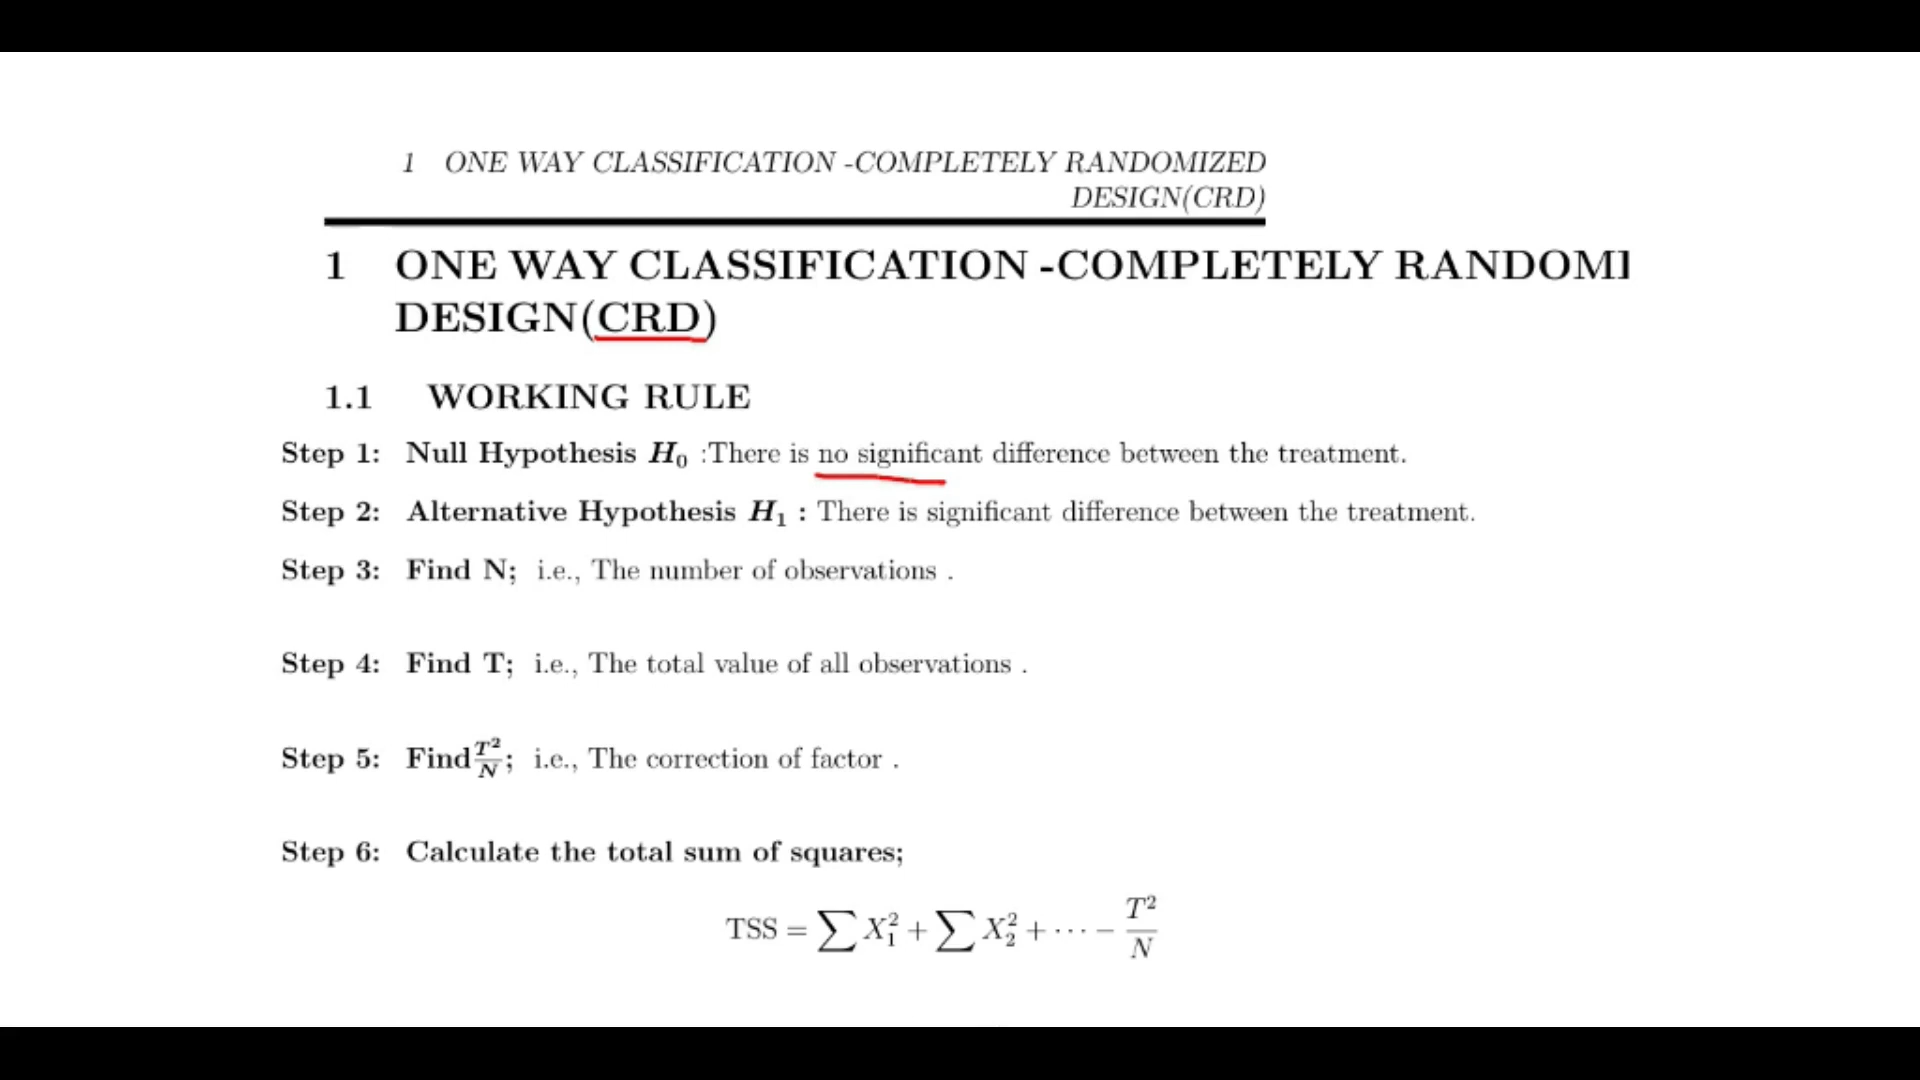 1 ONE WAY CLASSIFICATION -COMPLETELY RANDOMIZED
DESIGN(CRD)
1 ONE WAY CLASSIFICATION -COMPLETELY RANDOMI
DESIGN(CRD)
1.1 WORKING RULE
Step 1: Null Hypothesis H₀ :There is no significant difference between the treatment.
Step 2: Alternative Hypothesis H₁ : There is significant difference between the treatment.
Step 3: Find N; i.e., The number of observations .
Step 4: Find T; i.e., The total value of all observations .
Step 5: Find T²/N; i.e., The correction of factor .
Step 6: Calculate the total sum of squares;
TSS = ∑ X₁² + ∑ X₂² + ··· − T²/N